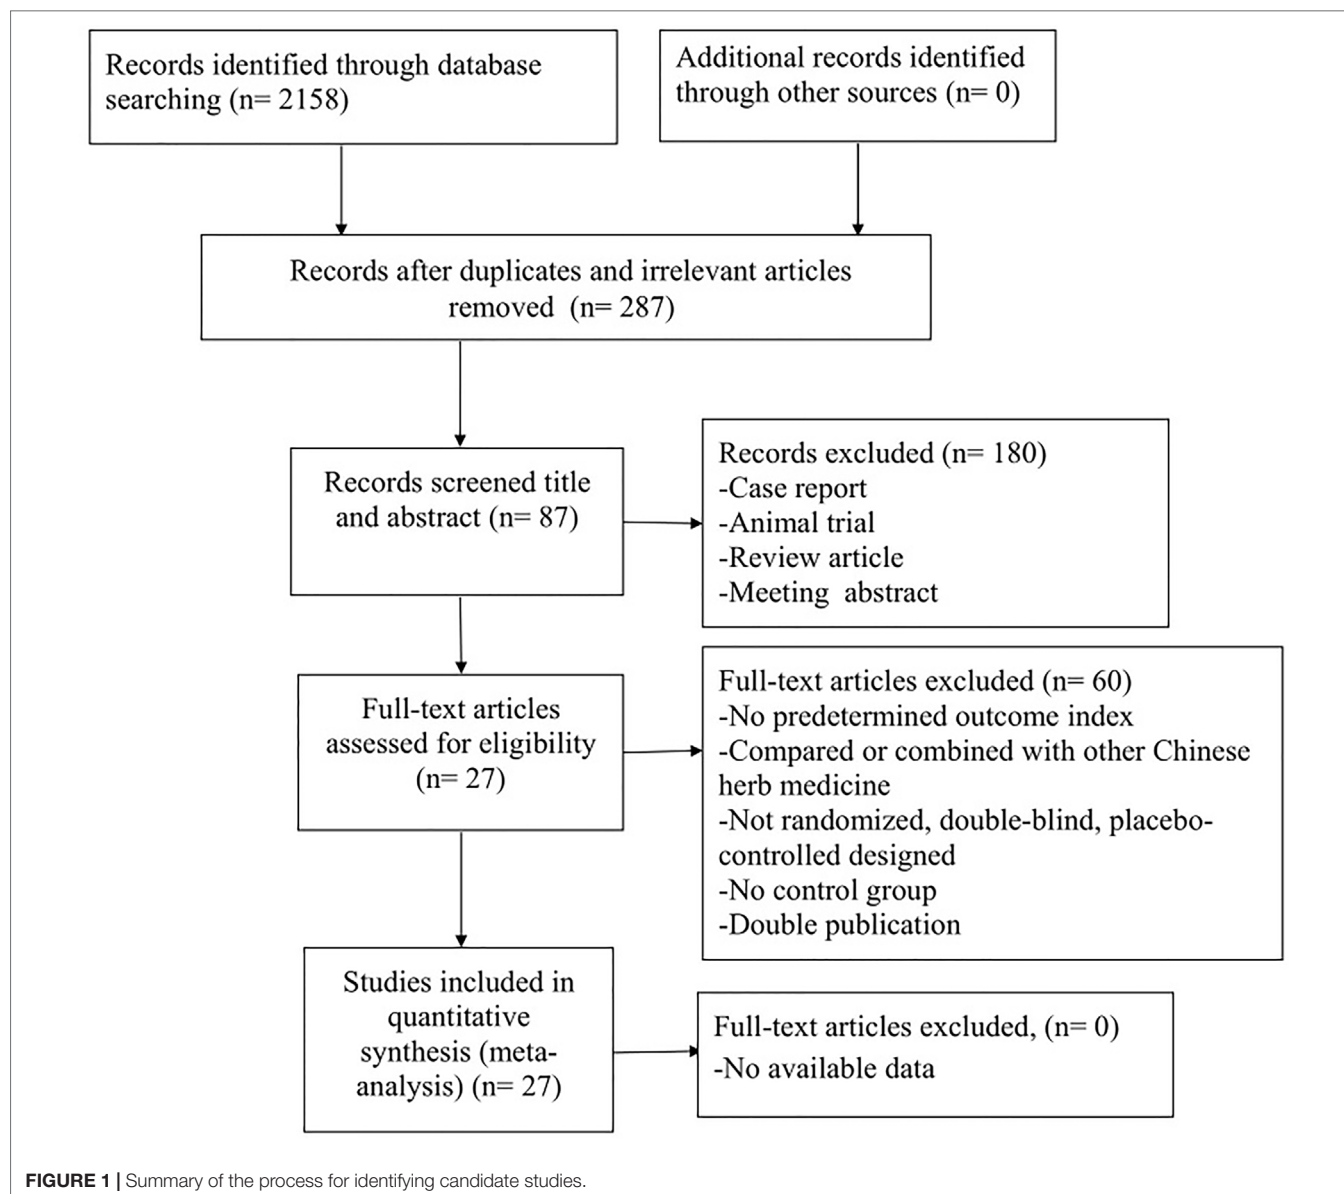 Records identified through database
searching (n= 2158)
Additional records identified
through other sources (n= 0)
Records after duplicates and irrelevant articles
removed (n= 287)
Records screened title
and abstract (n= 87)
Records excluded (n= 180)
-Case report
-Animal trial
-Review article
-Meeting abstract
Full-text articles
assessed for eligibility
(n= 27)
Full-text articles excluded (n= 60)
-No predetermined outcome index
-Compared or combined with other Chinese
herb medicine
-Not randomized, double-blind, placebo-
controlled designed
-No control group
-Double publication
Studies included in
quantitative
synthesis (meta-
analysis) (n= 27)
Full-text articles excluded, (n= 0)
-No available data
FIGURE 1 | Summary of the process for identifying candidate studies.